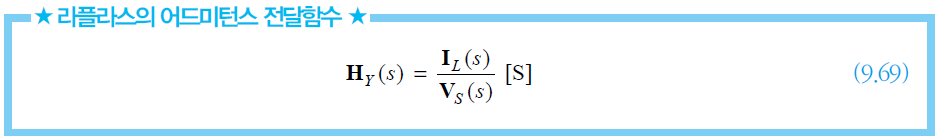 ★ 라플라스의 어드미턴스 전달함수 ★
H_Y(s) = I_L(s) / V_S(s) [S] (9.69)